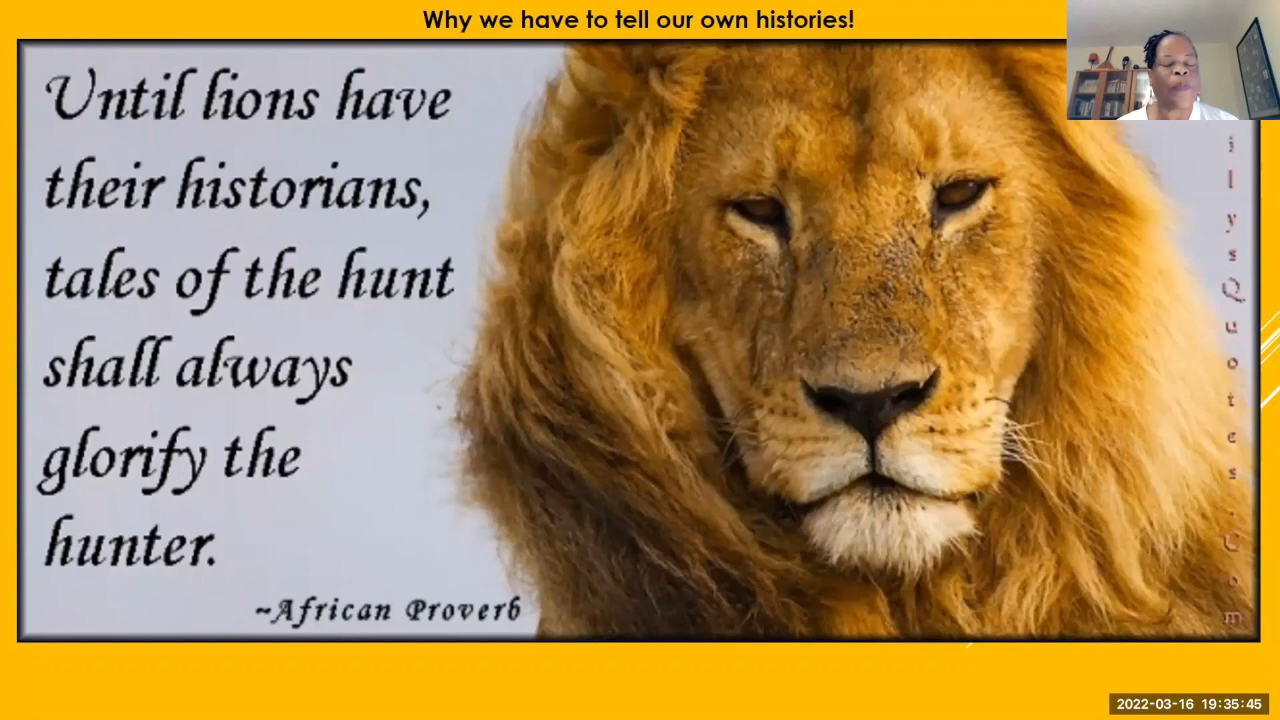 Why we have to tell our own histories!
Until lions have
their historians,
tales of the hunt
shall always
glorify the
hunter.
~African Proverb
ilysQuotes.Com
2022-03-16 19:35:45